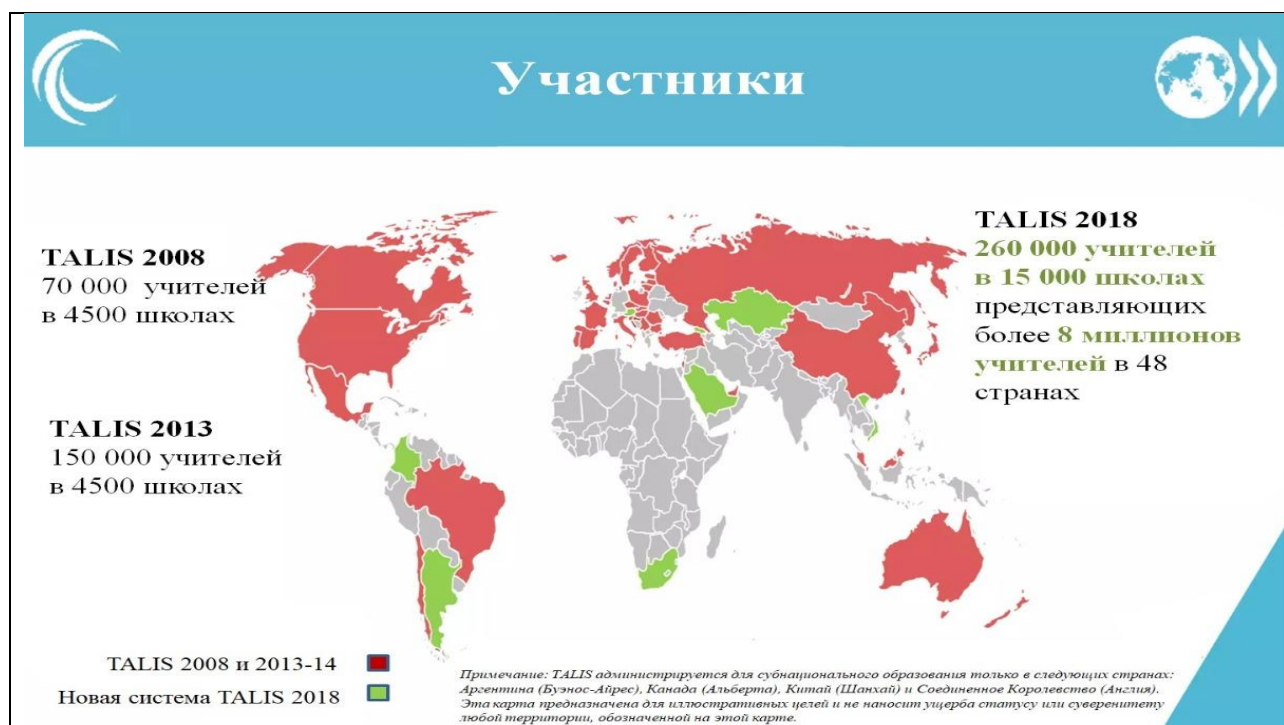 Участники
TALIS 2008
70 000 учителей
в 4500 школах
TALIS 2013
150 000 учителей
в 4500 школах
TALIS 2018
260 000 учителей
в 15 000 школах
представляющих
более 8 миллионов
учителей в 48
странах
TALIS 2008 и 2013-14
Новая система TALIS 2018
Примечание: TALIS администрируется для субнационального образования только в следующих странах:
Аргентина (Буэнос-Айрес), Канада (Альберта), Китай (Шанхай) и Соединенное Королевство (Англия).
Эта карта предназначена для иллюстративных целей и не наносит ущерба статусу или суверенитету
любой территории, обозначенной на этой карте.